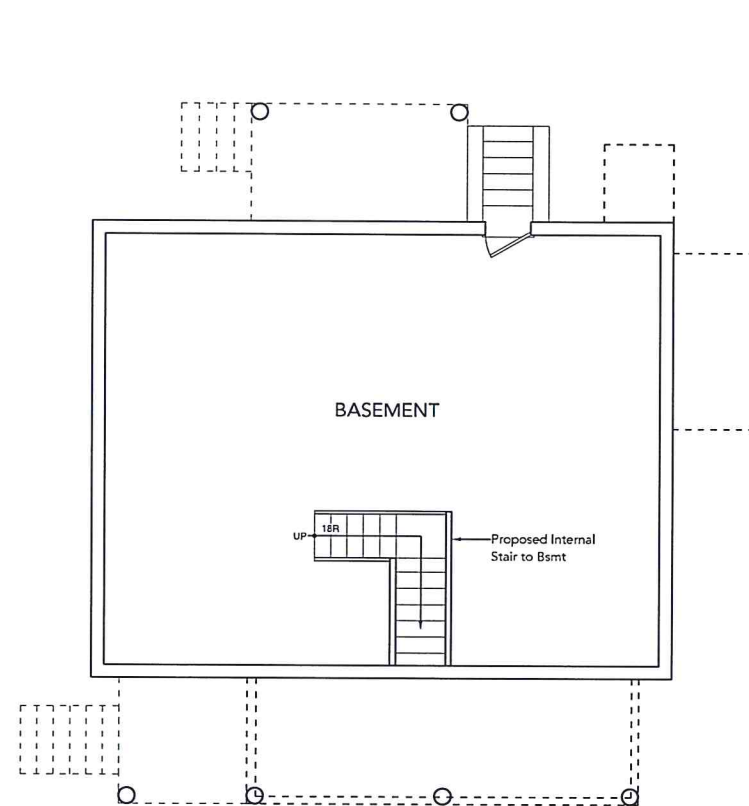 BASEMENT
18R
UP
Proposed Internal
Stair to Bsmt